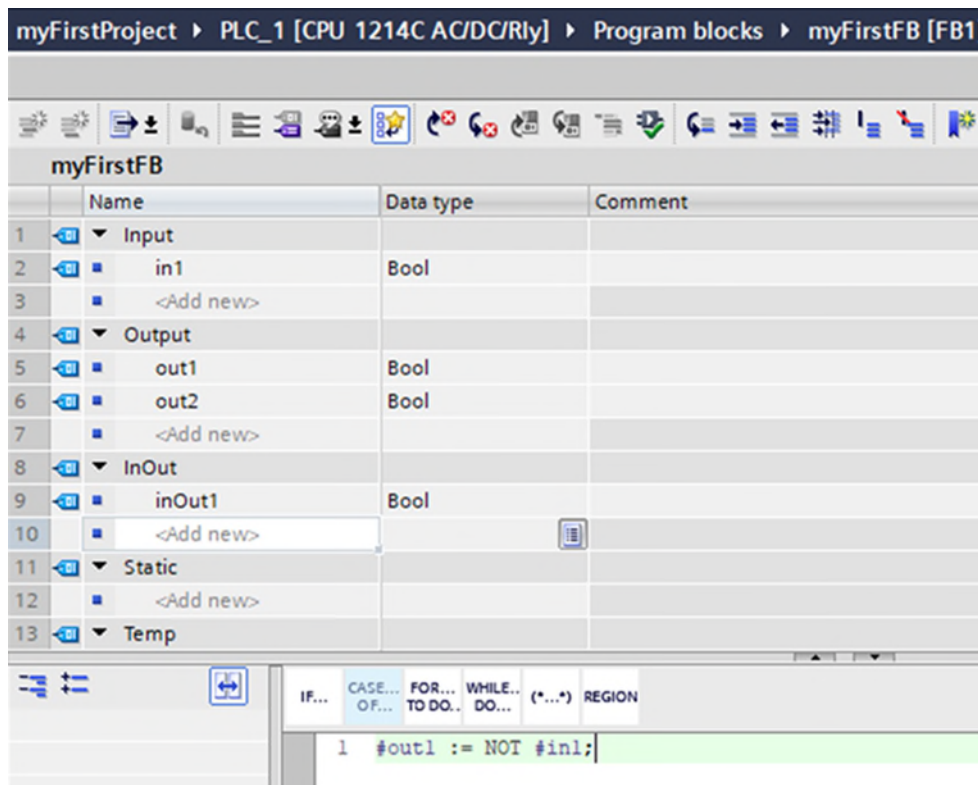 myFirstProject ▸ PLC_1 [CPU 1214C AC/DC/Rly] ▸ Program blocks ▸ myFirstFB [FB1
myFirstFB
Name Data type Comment
1 Input
2 in1 Bool
3 <Add new>
4 Output
5 out1 Bool
6 out2 Bool
7 <Add new>
8 InOut
9 inOut1 Bool
10 <Add new>
11 Static
12 <Add new>
13 Temp
IF... CASE... OF... FOR... TO DO.. WHILE.. DO... (*...*) REGION
1 #out1 := NOT #in1;